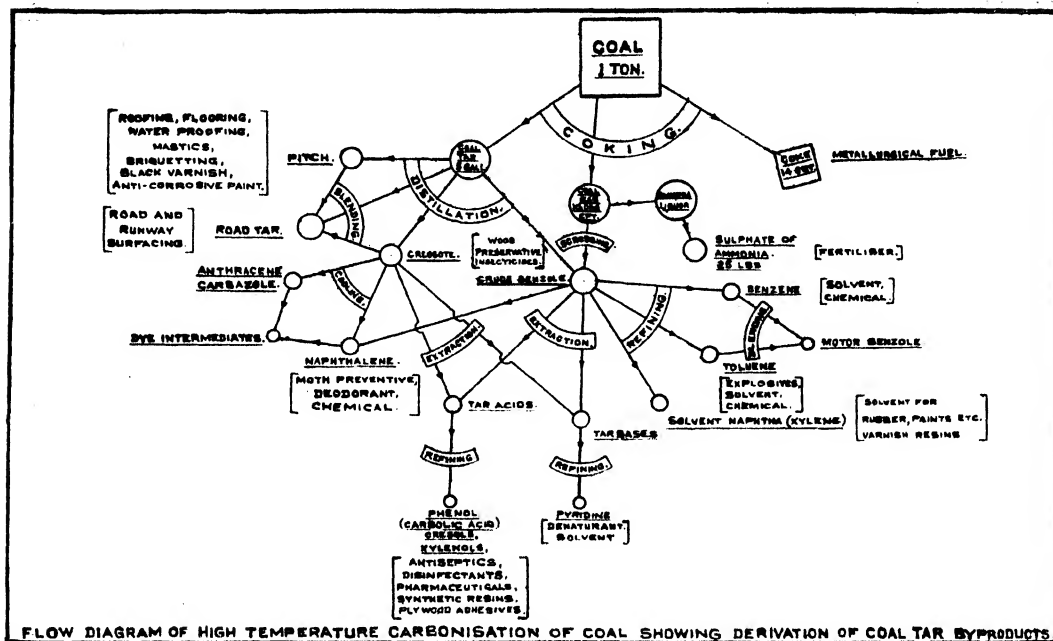 COAL
1 TON.
COKING.
ROOFING, FLOORING,
WATER PROOFING,
MASTICS,
BRIQUETTING,
BLACK VARNISH,
ANTI-CORROSIVE PAINT.
PITCH.
COAL
TAR
COKE
14 CWT
METALLURGICAL FUEL.
DISTILLATION.
BLENDING.
ROAD AND
RUNWAY
SURFACING.
ROAD TAR.
LIQUOR
SULPHATE OF
AMMONIA.
25 LBS
[FERTILISER.]
CREOSOTE.
WOOD
PRESERVATIVE
INSECTICIDES.
SCRUBBING
CRUDE BENZOLE
ANTHRACENE
CARBAZOLE.
COOLING.
BENZENE
SOLVENT,
CHEMICAL.
DYE INTERMEDIATES.
EXTRACTION.
EXTRACTION.
REFINING
BLENDING
MOTOR BENZOLE
NAPHTHALENE.
MOTH PREVENTIVE,
DEODORANT,
CHEMICAL.
TOLUENE
EXPLOSIVES,
SOLVENT,
CHEMICAL.
TAR ACIDS.
TAR BASES
SOLVENT NAPHTHA (XYLENE)
SOLVENT FOR
RUBBER, PAINTS ETC.
VARNISH RESINS
REFINING
REFINING.
PHENOL
(CARBOLIC ACID)
CRESOLS,
XYLENOLS,
ANTISEPTICS,
DISINFECTANTS,
PHARMACEUTICALS,
SYNTHETIC RESINS.
PLYWOOD ADHESIVES.
PYRIDINE
DENATURANT.
SOLVENT
FLOW DIAGRAM OF HIGH TEMPERATURE CARBONISATION OF COAL SHOWING DERIVATION OF COAL TAR BYPRODUCTS